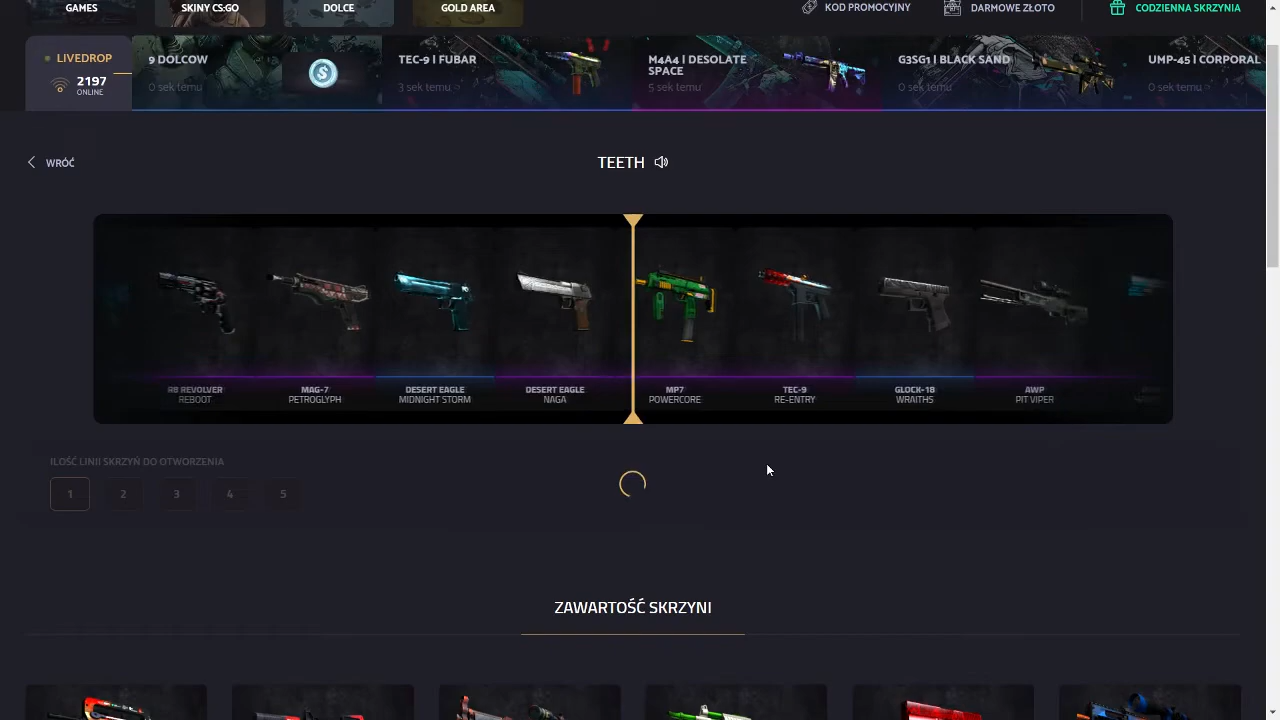 GAMES
SKINY CS:GO
DOLCE
GOLD AREA
KOD PROMOCYJNY
DARMOWE ZŁOTO
CODZIENNA SKRZYNIA
LIVEDROP
2197
ONLINE
9 DOLCOW
0 sek temu
TEC-9 | FUBAR
3 sek temu
M4A4 | DESOLATE
SPACE
5 sek temu
G3SG1 | BLACK SAND
0 sek temu
UMP-45 | CORPORAL
0 sek temu
WRÓĆ
TEETH
R8 REVOLVER
REBOOT
MAG-7
PETROGLYPH
DESERT EAGLE
MIDNIGHT STORM
DESERT EAGLE
NAGA
MP7
POWERCORE
TEC-9
RE-ENTRY
GLOCK-18
WRAITHS
AWP
PIT VIPER
ILOŚĆ LINII SKRZYŃ DO OTWORZENIA
1 2 3 4 5
ZAWARTOŚĆ SKRZYNI